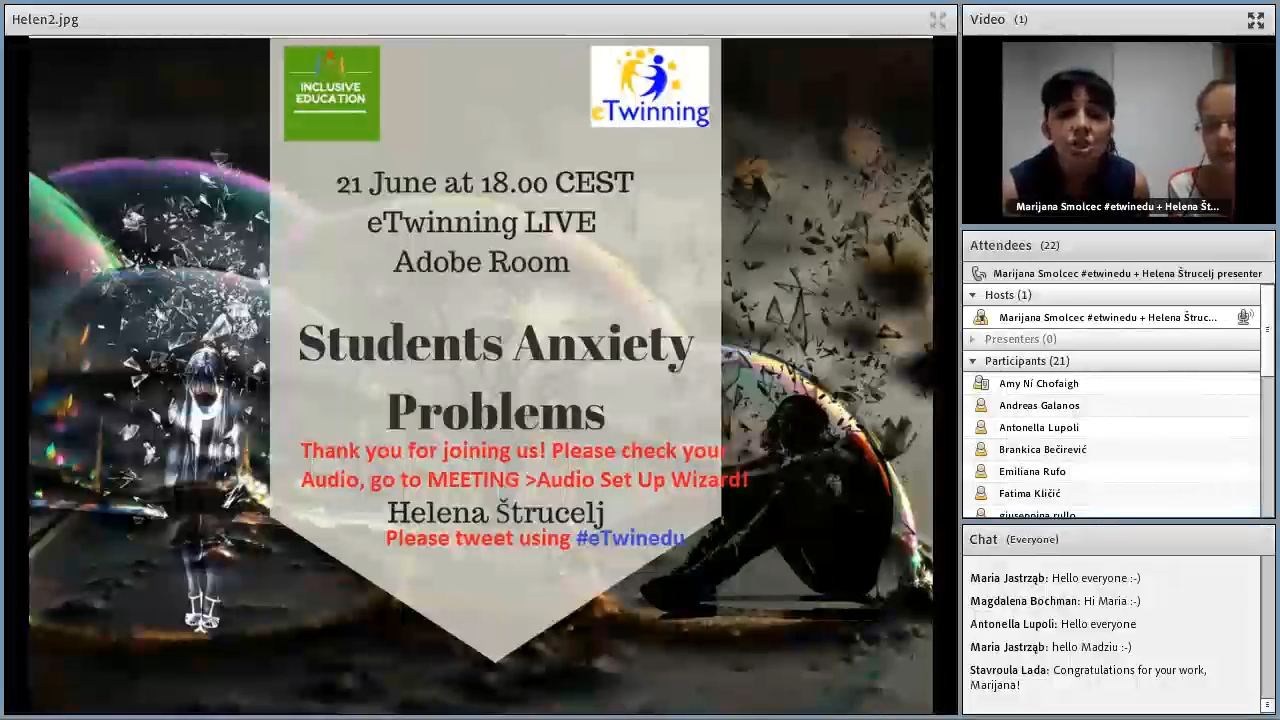 Helen2.jpg
INCLUSIVE
EDUCATION
eTwinning
21 June at 18.00 CEST
eTwinning LIVE
Adobe Room
Students Anxiety
Problems
Thank you for joining us! Please check your
Audio, go to MEETING >Audio Set Up Wizard!
Helena Štrucelj
Please tweet using #eTwinedu
Video (1)
Marijana Smolcec #etwinedu + Helena Št...
Attendees (22)
Marijana Smolcec #etwinedu + Helena Štrucelj presenter
Hosts (1)
Marijana Smolcec #etwinedu + Helena Štruc...
Presenters (0)
Participants (21)
Amy Ní Chofaigh
Andreas Galanos
Antonella Lupoli
Brankica Bečirević
Emiliana Rufo
Fatima Kličić
giuseppina rullo
Chat (Everyone)
Maria Jastrząb: Hello everyone :-)
Magdalena Bochman: Hi Maria :-)
Antonella Lupoli: Hello everyone
Maria Jastrząb: hello Madziu :-)
Stavroula Lada: Congratulations for your work,
Marijana!